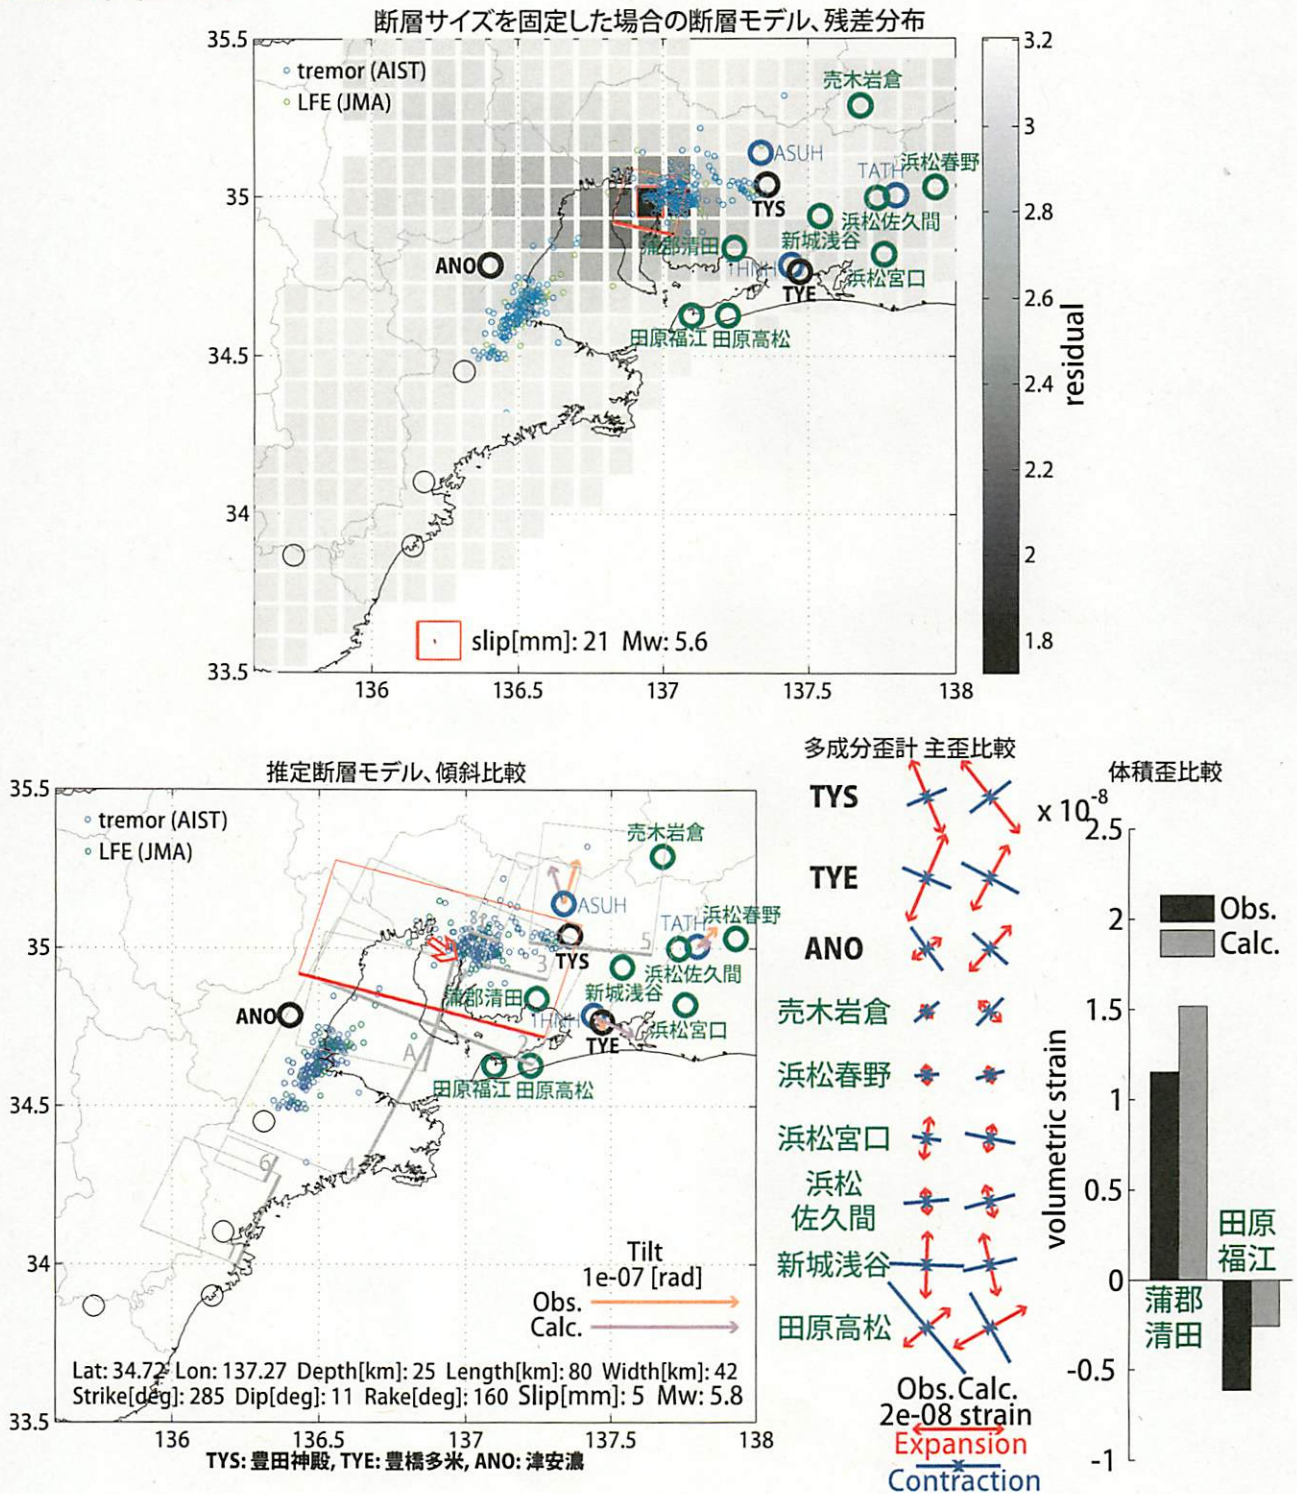 断層サイズを固定した場合の断層モデル、残差分布
35.5
35
34.5
34
33.5
tremor (AIST)
LFE (JMA)
売木岩倉
ASUH
TATH
浜松春野
TYS
浜松佐久間
新城浅谷
蒲郡清田
ANO
THNH
TYE
浜松宮口
田原福江
田原高松
slip[mm]: 21 Mw: 5.6
136
136.5
137
137.5
138
3.2
3
2.8
2.6
2.4
2.2
2
1.8
residual
推定断層モデル、傾斜比較
35.5
35
34.5
34
33.5
tremor (AIST)
LFE (JMA)
売木岩倉
ASUH
TATH
浜松春野
5
TYS
3
浜松佐久間
新城浅谷
蒲郡清田
ANO
THNH
TYE
浜松宮口
2
A
田原福江
田原高松
6
4
Tilt
1e-07 [rad]
Obs.
Calc.
Lat: 34.72 Lon: 137.27 Depth[km]: 25 Length[km]: 80 Width[km]: 42
Strike[deg]: 285 Dip[deg]: 11 Rake[deg]: 160 Slip[mm]: 5 Mw: 5.8
136
136.5
137
137.5
138
TYS: 豊田神殿, TYE: 豊橋多米, ANO: 津安濃
多成分歪計 主歪比較
TYS
TYE
ANO
売木岩倉
浜松春野
浜松宮口
浜松
佐久間
新城浅谷
田原高松
Obs. Calc.
2e-08 strain
Expansion
Contraction
体積歪比較
x 10-8
2.5
2
1.5
1
0.5
0
-0.5
-1
volumetric strain
Obs.
Calc.
田原
福江
蒲郡
清田